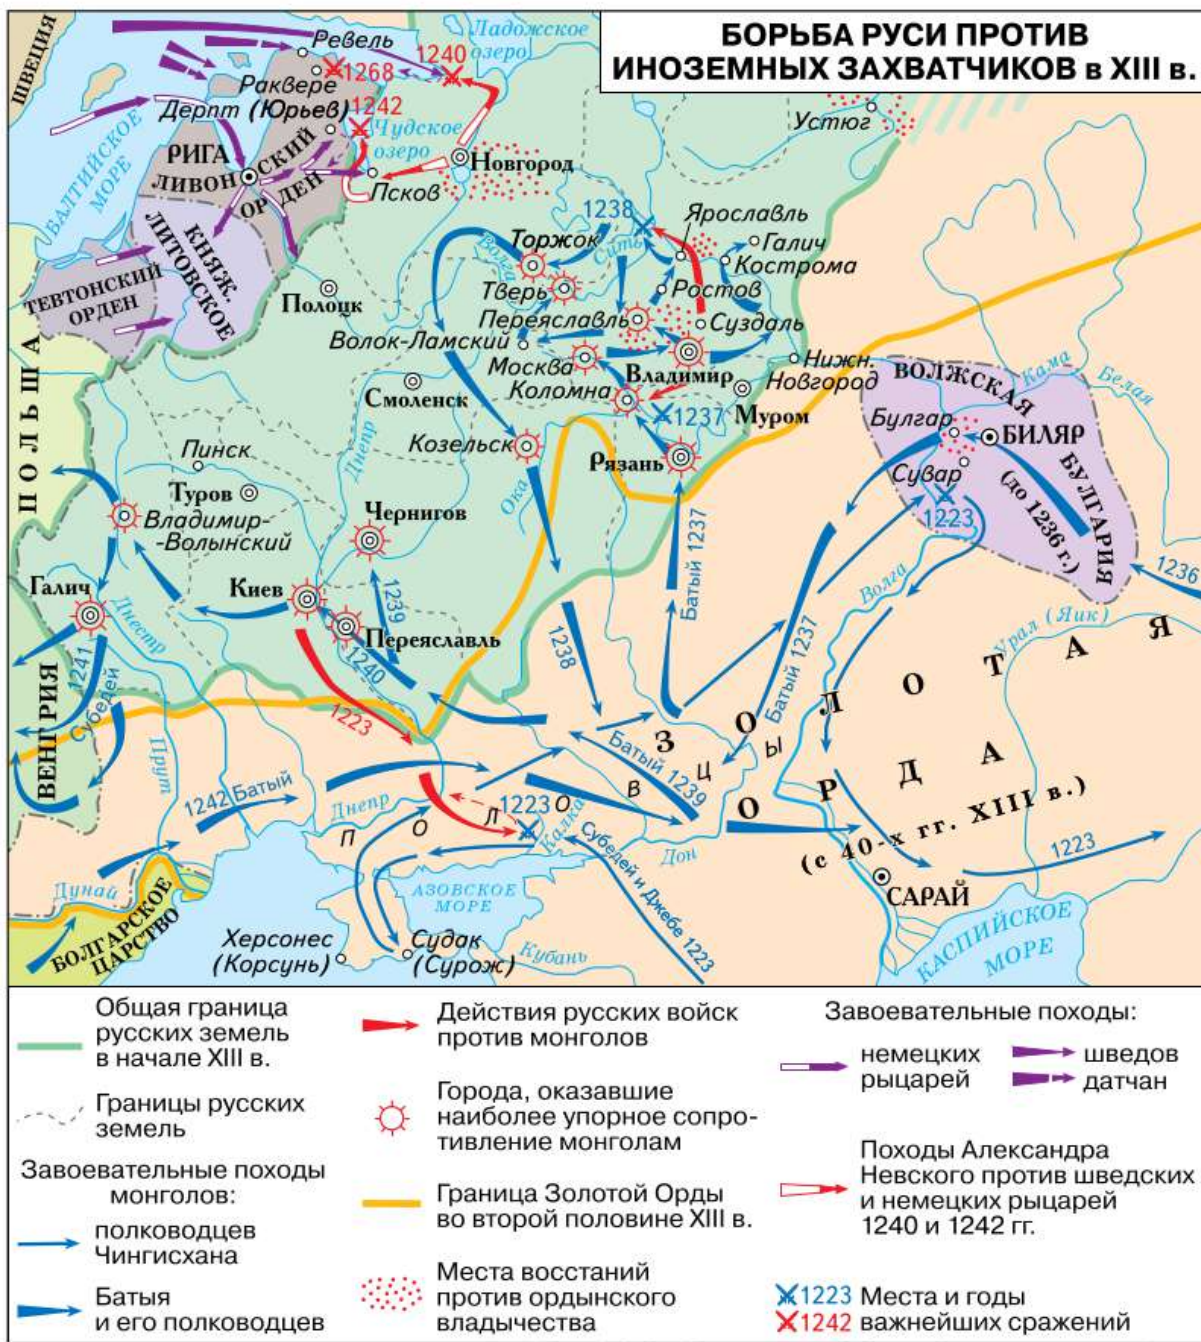 БОРЬБА РУСИ ПРОТИВ
ИНОЗЕМНЫХ ЗАХВАТЧИКОВ в XIII в.
ШВЕЦИЯ
БАЛТИЙСКОЕ
МОРЕ
Ревель
Ладожское
озеро
1240
Раквере
1268
Дерпт (Юрьев)
1242
Чудское
озеро
РИГА
ЛИВОНСКИЙ
ОРДЕН
Псков
Новгород
Устюг
КНЯЖ.
ЛИТОВСКОЕ
ТЕВТОНСКИЙ
ОРДЕН
Полоцк
1238
Сить
Ярославль
Галич
Кострома
Торжок
Волга
Тверь
Ростов
Переяславль
Суздаль
Волок-Ламский
Москва
Владимир
Нижн.
Новгород
Коломна
1237
Муром
Смоленск
Козельск
Рязань
Ока
Днепр
ПОЛЬША
Пинск
Туров
Владимир-
-Волынский
Чернигов
Галич
Киев
Переяславль
Днестр
1239
1240
1241
Субедей
ВЕНГРИЯ
1223
1238
Батый 1237
ВОЛЖСКАЯ
БУЛГАРИЯ
(до 1236 г.)
Кама
Белая
Булгар
БИЛЯР
Сувар
1223
1236
Волга
Урал (Яик)
Батый 1237
ЗОЛОТАЯ
ОРДА
(с 40-х гг. XIII в.)
ПОЛОВЦЫ
Батый 1239
Прут
1242 Батый
Днепр
1223
Калка
Дон
Субедей и Джебе 1223
1223
САРАЙ
Дунай
БОЛГАРСКОЕ
ЦАРСТВО
АЗОВСКОЕ
МОРЕ
Херсонес
(Корсунь)
Судак
(Сурож)
Кубань
КАСПИЙСКОЕ
МОРЕ
Общая граница
русских земель
в начале XIII в.
Границы русских
земель
Завоевательные походы
монголов:
полководцев
Чингисхана
Батыя
и его полководцев
Действия русских войск
против монголов
Города, оказавшие
наиболее упорное сопро-
тивление монголам
Граница Золотой Орды
во второй половине XIII в.
Места восстаний
против ордынского
владычества
Завоевательные походы:
немецких
рыцарей
шведов
датчан
Походы Александра
Невского против шведских
и немецких рыцарей
1240 и 1242 гг.
1223 Места и годы
1242 важнейших сражений